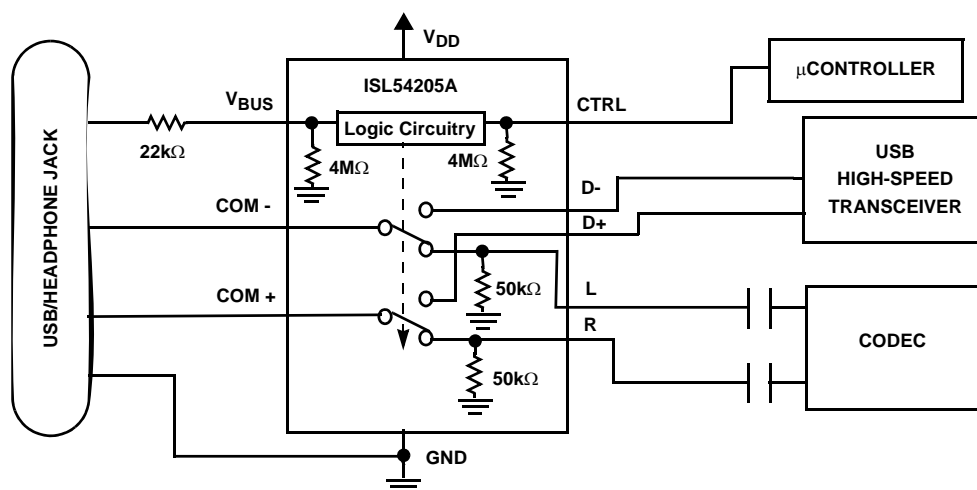 V_DD
ISL54205A
μCONTROLLER
V_BUS
CTRL
Logic Circuitry
22kΩ
4MΩ
4MΩ
USB
HIGH-SPEED
TRANSCEIVER
D-
COM -
D+
USB/HEADPHONE JACK
50kΩ
L
COM +
R
CODEC
50kΩ
GND